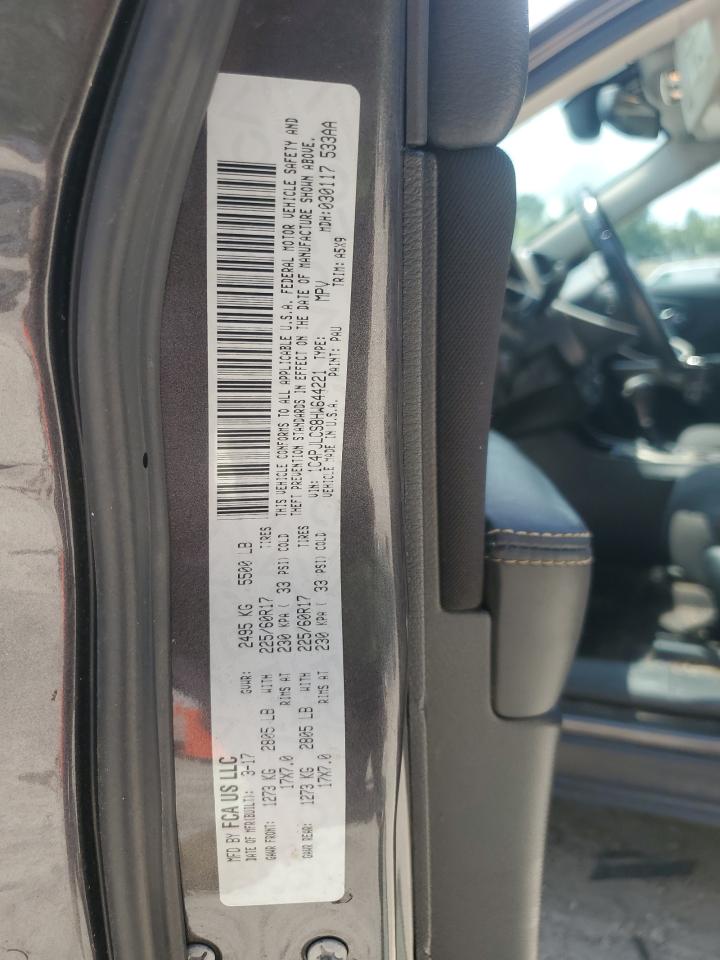 MFD BY FCA US LLC
DATE OF MFR(BUILT): 3-17 GVWR: 2495 KG 5500 LB
GAWR FRONT: 1273 KG 2805 LB WITH 225/60R17 TIRES
17X7.0 RIMS AT 230 KPA ( 33 PSI) COLD
GAWR REAR: 1273 KG 2805 LB WITH 225/60R17 TIRES
17X7.0 RIMS AT 230 KPA ( 33 PSI) COLD
THIS VEHICLE CONFORMS TO ALL APPLICABLE U.S.A. FEDERAL MOTOR VEHICLE SAFETY AND
THEFT PREVENTION STANDARDS IN EFFECT ON THE DATE OF MANUFACTURE SHOWN ABOVE.
VIN: 1C4PJLCS8HW644221 TYPE: MPV MDH:030117 533AA
VEHICLE MADE IN U.S.A. PAINT: PAU TRIM: A5X9